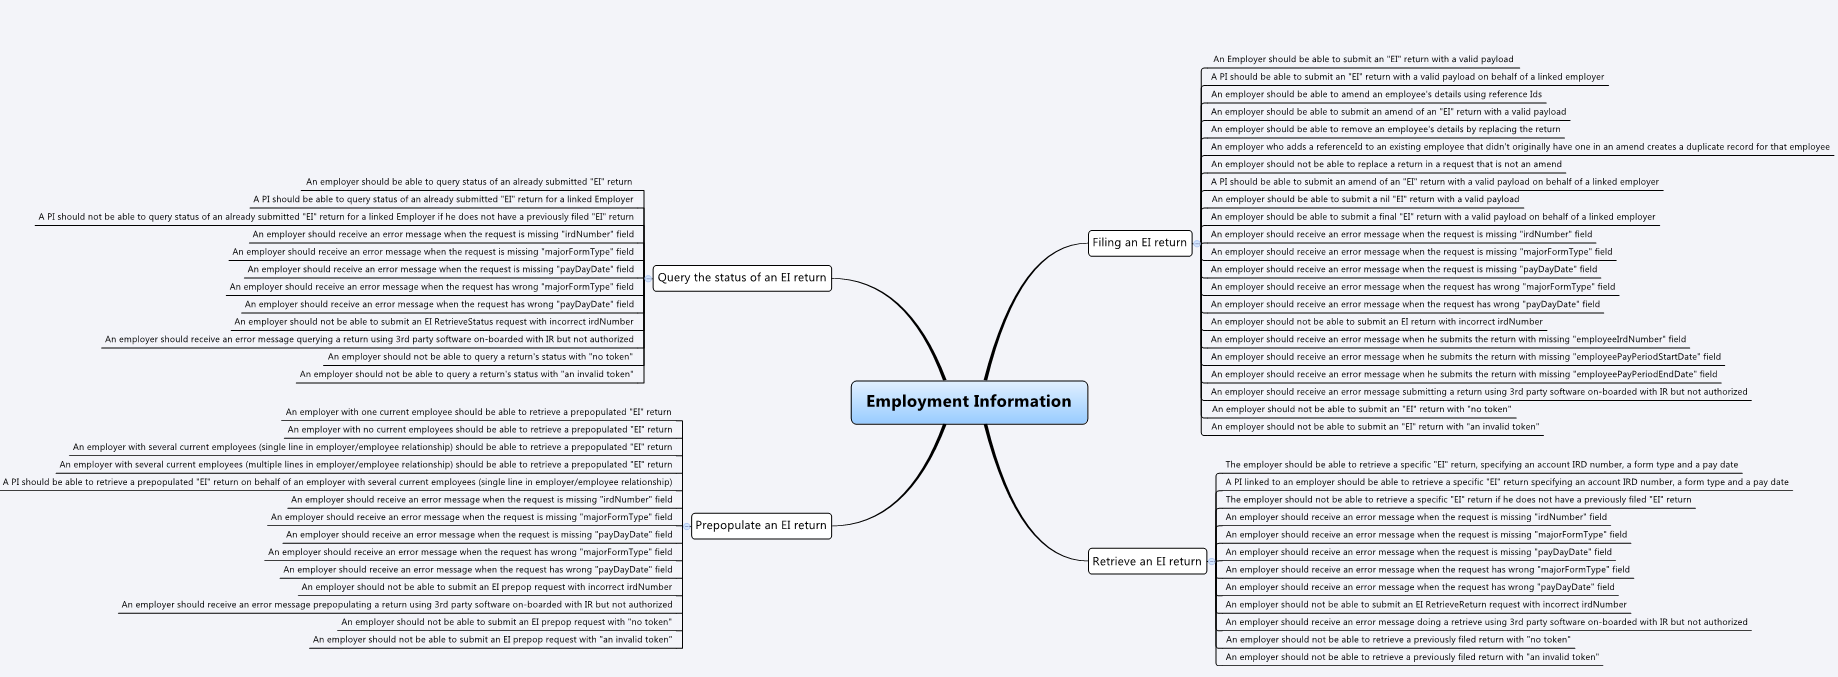 Employment Information
Filing an EI return
An Employer should be able to submit an "EI" return with a valid payload
A PI should be able to submit an "EI" return with a valid payload on behalf of a linked employer
An employer should be able to amend an employee's details using reference Ids
An employer should be able to submit an amend of an "EI" return with a valid payload
An employer should be able to remove an employee's details by replacing the return
An employer who adds a referenceId to an existing employee that didn't originally have one in an amend creates a duplicate record for that employee
An employer should not be able to replace a return in a request that is not an amend
A PI should be able to submit an amend of an "EI" return with a valid payload on behalf of a linked employer
An employer should be able to submit a nil "EI" return with a valid payload
An employer should be able to submit a final "EI" return with a valid payload on behalf of a linked employer
An employer should receive an error message when the request is missing "irdNumber" field
An employer should receive an error message when the request is missing "majorFormType" field
An employer should receive an error message when the request is missing "payDayDate" field
An employer should receive an error message when the request has wrong "majorFormType" field
An employer should receive an error message when the request has wrong "payDayDate" field
An employer should not be able to submit an EI return with incorrect irdNumber
An employer should receive an error message when he submits the return with missing "employeeIrdNumber" field
An employer should receive an error message when he submits the return with missing "employeePayPeriodStartDate" field
An employer should receive an error message when he submits the return with missing "employeePayPeriodEndDate" field
An employer should receive an error message submitting a return using 3rd party software on-boarded with IR but not authorized
An employer should not be able to submit an "EI" return with "no token"
An employer should not be able to submit an "EI" return with "an invalid token"
Retrieve an EI return
The employer should be able to retrieve a specific "EI" return, specifying an account IRD number, a form type and a pay date
A PI linked to an employer should be able to retrieve a specific "EI" return specifying an account IRD number, a form type and a pay date
The employer should not be able to retrieve a specific "EI" return if he does not have a previously filed "EI" return
An employer should receive an error message when the request is missing "irdNumber" field
An employer should receive an error message when the request is missing "majorFormType" field
An employer should receive an error message when the request is missing "payDayDate" field
An employer should receive an error message when the request has wrong "majorFormType" field
An employer should receive an error message when the request has wrong "payDayDate" field
An employer should not be able to submit an EI RetrieveReturn request with incorrect irdNumber
An employer should receive an error message doing a retrieve using 3rd party software on-boarded with IR but not authorized
An employer should not be able to retrieve a previously filed return with "no token"
An employer should not be able to retrieve a previously filed return with "an invalid token"
Query the status of an EI return
An employer should be able to query status of an already submitted "EI" return
A PI should be able to query status of an already submitted "EI" return for a linked Employer
A PI should not be able to query status of an already submitted "EI" return for a linked Employer if he does not have a previously filed "EI" return
An employer should receive an error message when the request is missing "irdNumber" field
An employer should receive an error message when the request is missing "majorFormType" field
An employer should receive an error message when the request is missing "payDayDate" field
An employer should receive an error message when the request has wrong "majorFormType" field
An employer should receive an error message when the request has wrong "payDayDate" field
An employer should not be able to submit an EI RetrieveStatus request with incorrect irdNumber
An employer should receive an error message querying a return using 3rd party software on-boarded with IR but not authorized
An employer should not be able to query a return's status with "no token"
An employer should not be able to query a return's status with "an invalid token"
Prepopulate an EI return
An employer with one current employee should be able to retrieve a prepopulated "EI" return
An employer with no current employees should be able to retrieve a prepopulated "EI" return
An employer with several current employees (single line in employer/employee relationship) should be able to retrieve a prepopulated "EI" return
An employer with several current employees (multiple lines in employer/employee relationship) should be able to retrieve a prepopulated "EI" return
A PI should be able to retrieve a prepopulated "EI" return on behalf of an employer with several current employees (single line in employer/employee relationship)
An employer should receive an error message when the request is missing "irdNumber" field
An employer should receive an error message when the request is missing "majorFormType" field
An employer should receive an error message when the request is missing "payDayDate" field
An employer should receive an error message when the request has wrong "majorFormType" field
An employer should receive an error message when the request has wrong "payDayDate" field
An employer should not be able to submit an EI prepop request with incorrect irdNumber
An employer should receive an error message prepopulating a return using 3rd party software on-boarded with IR but not authorized
An employer should not be able to submit an EI prepop request with "no token"
An employer should not be able to submit an EI prepop request with "an invalid token"